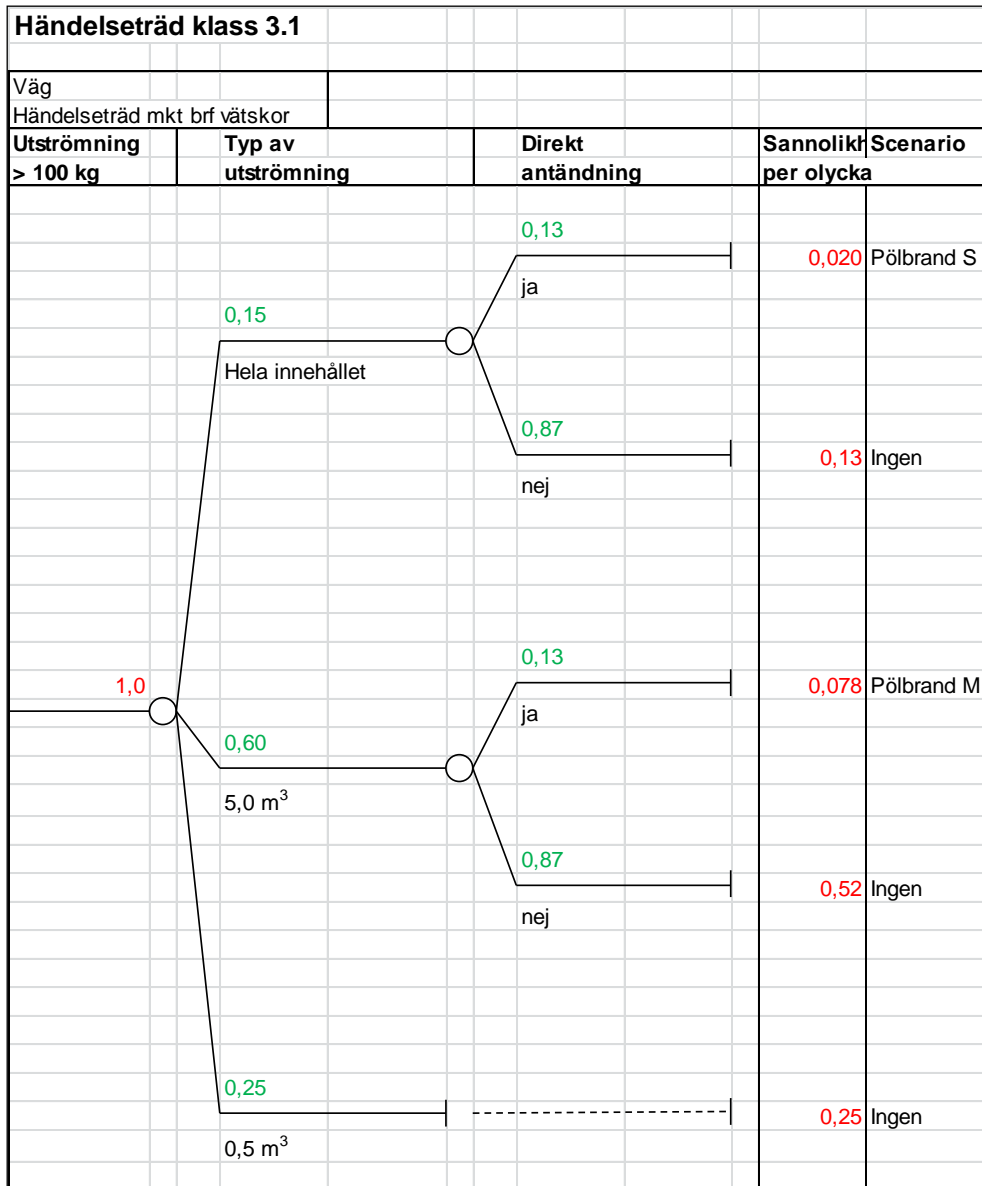 Händelseträd klass 3.1
Väg
Händelseträd mkt brf vätskor
Utströmning Typ av Direkt Sannolikh Scenario
> 100 kg utströmning antändning per olycka
0,13
0,020 Pölbrand S
ja
0,15
Hela innehållet
0,87
0,13 Ingen
nej
0,13
1,0 0,078 Pölbrand M
ja
0,60
5,0 m³
0,87
0,52 Ingen
nej
0,25
0,25 Ingen
0,5 m³